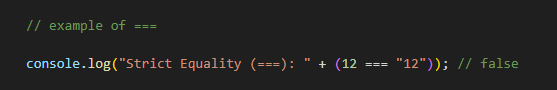 // example of ===
console.log("Strict Equality (===): " + (12 === "12")); // false